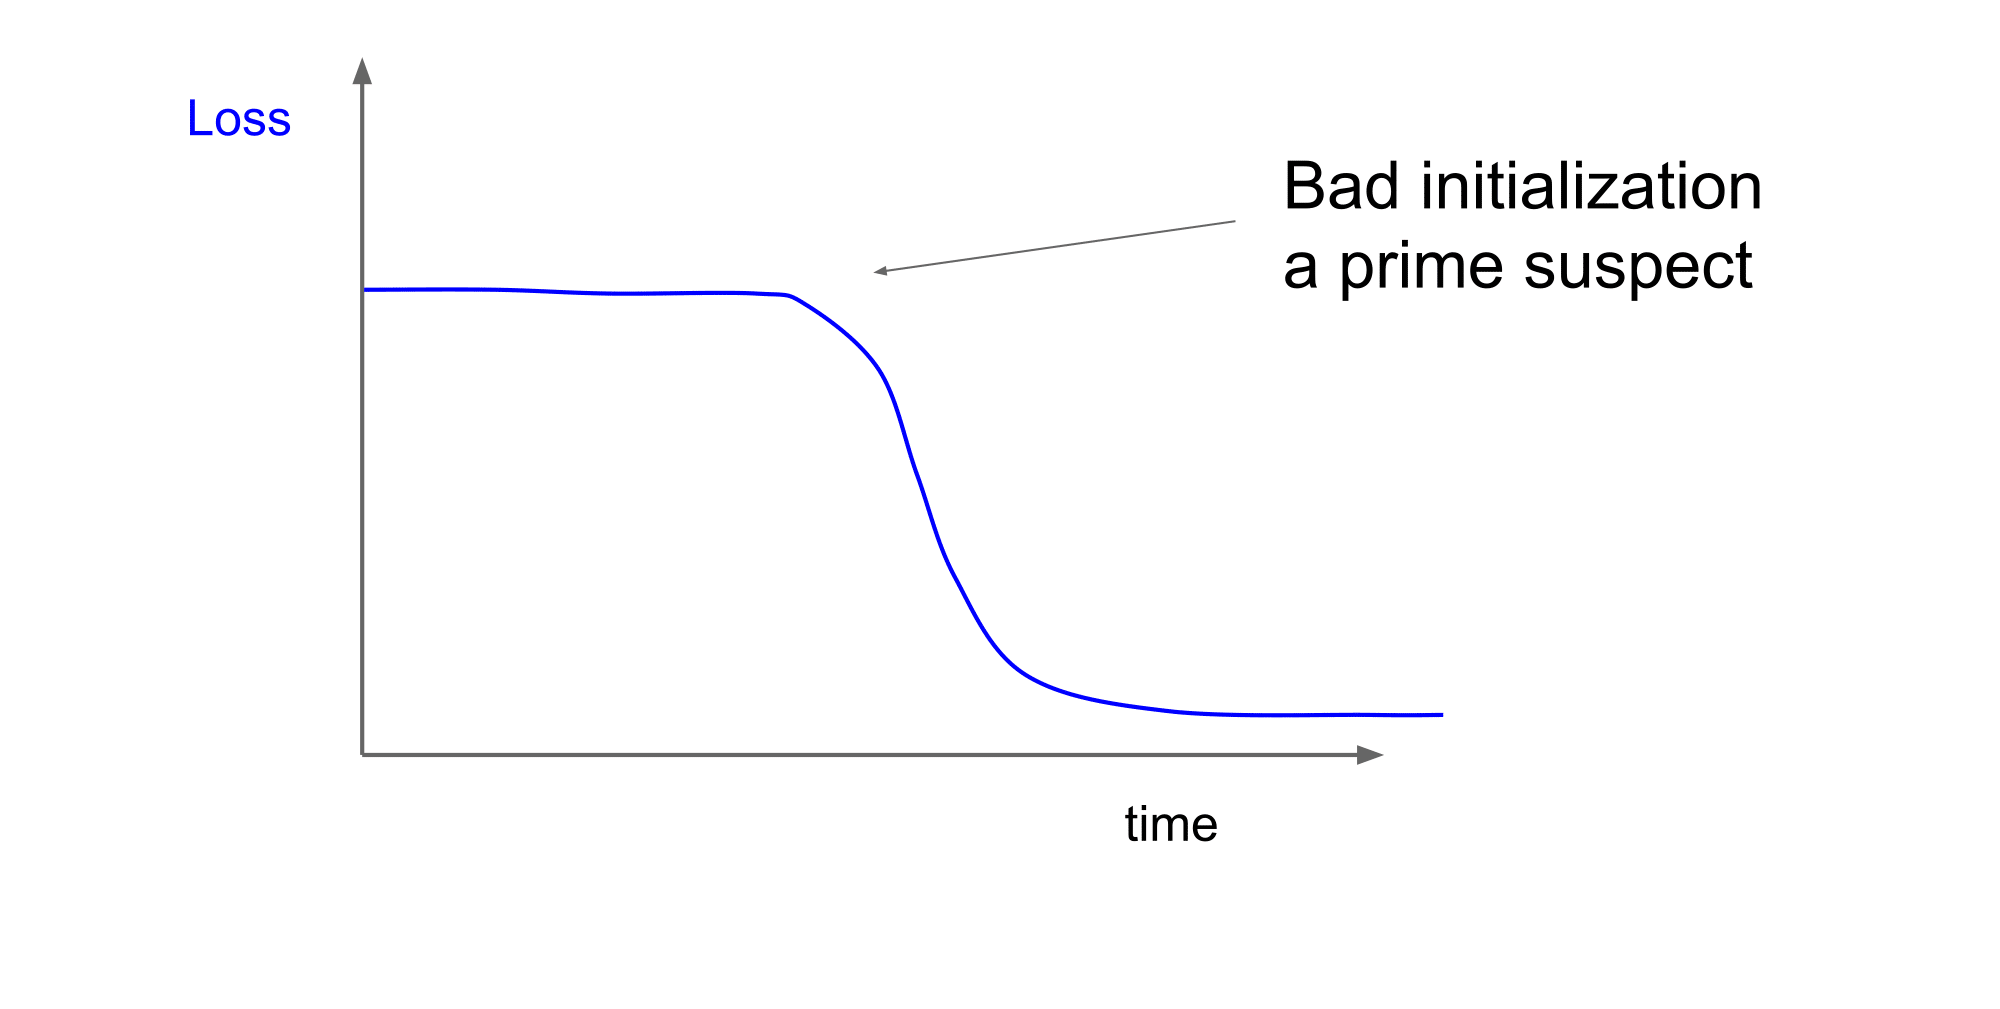 Loss
Bad initialization
a prime suspect
time